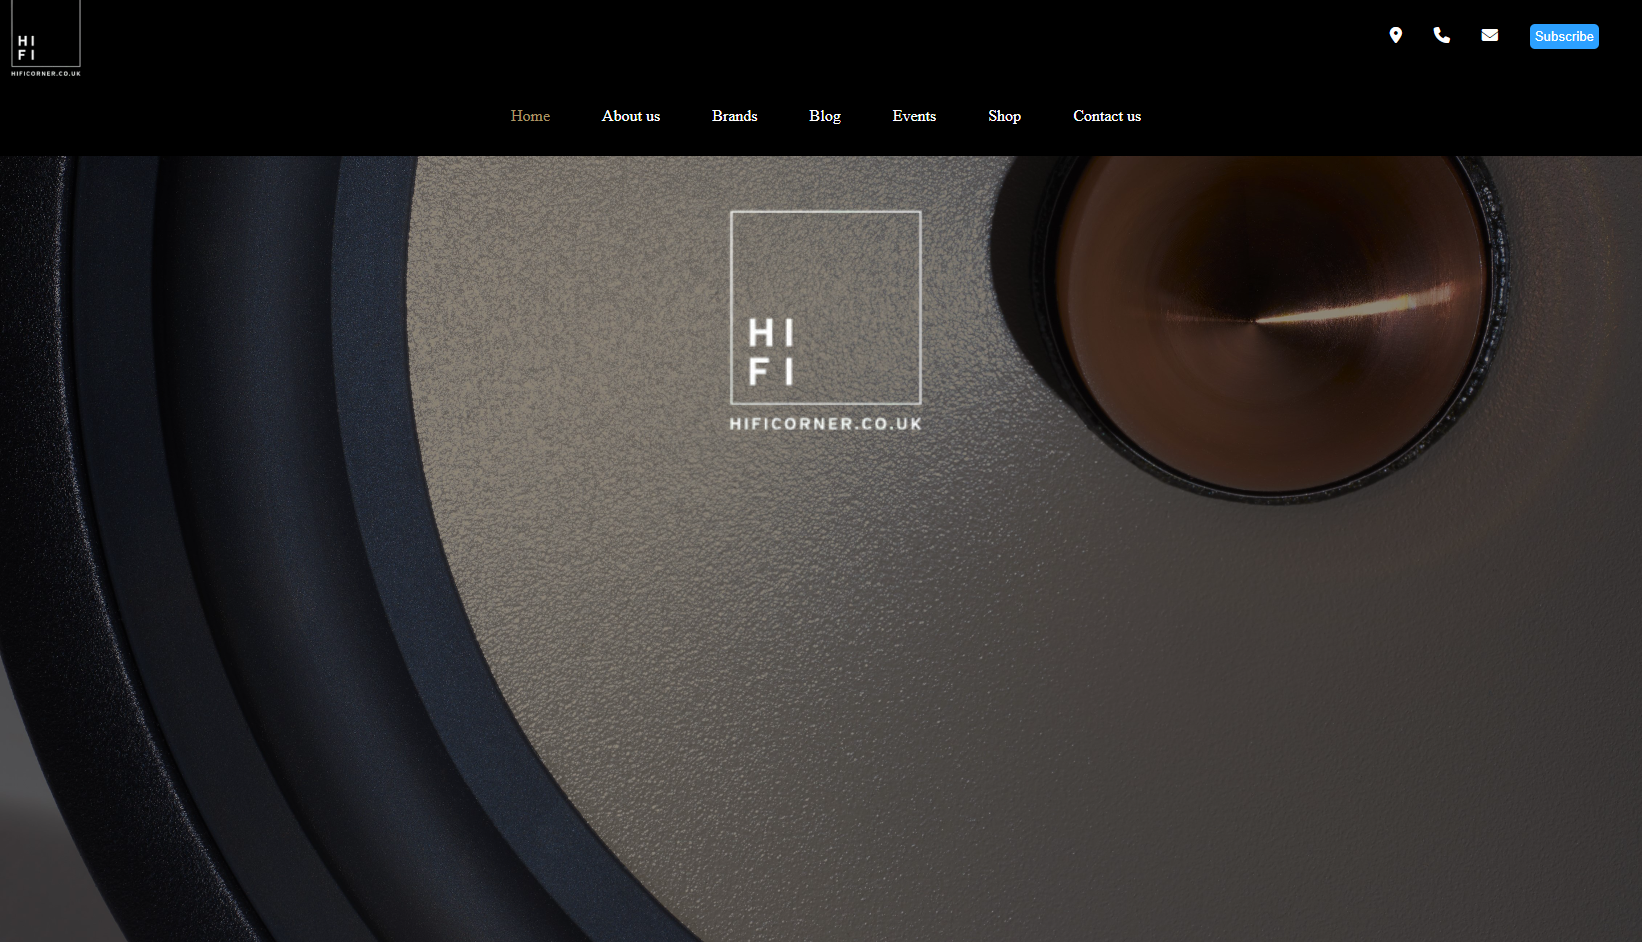 HI
FI
HIFICORNER.CO.UK
Subscribe
Home About us Brands Blog Events Shop Contact us
HI
FI
HIFICORNER.CO.UK